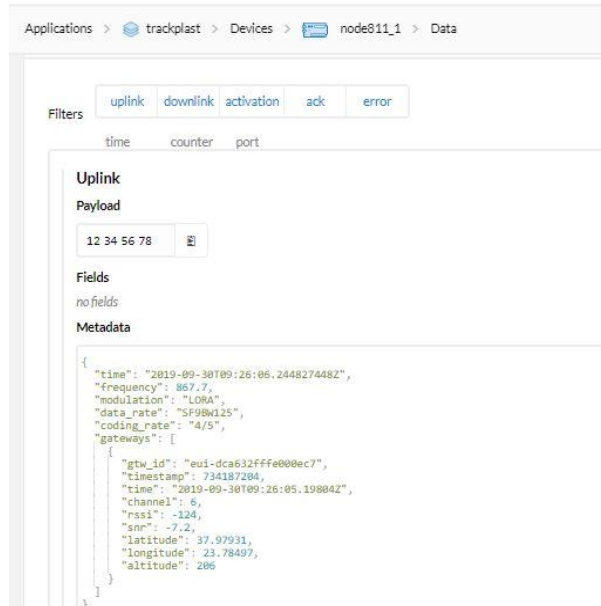 Applications > trackplast > Devices > node811_1 > Data
Filters uplink downlink activation ack error
time counter port
Uplink
Payload
12 34 56 78
Fields
no fields
Metadata
{
"time": "2019-09-30T09:26:06.244827448Z",
"frequency": 867.7,
"modulation": "LORA",
"data_rate": "SF9BW125",
"coding_rate": "4/5",
"gateways": [
{
"gtw_id": "eui-dca632fffe000ec7",
"timestamp": 734187204,
"time": "2019-09-30T09:26:05.19804Z",
"channel": 6,
"rssi": -124,
"snr": -7.2,
"latitude": 37.97931,
"longitude": 23.78497,
"altitude": 206
}
]
}